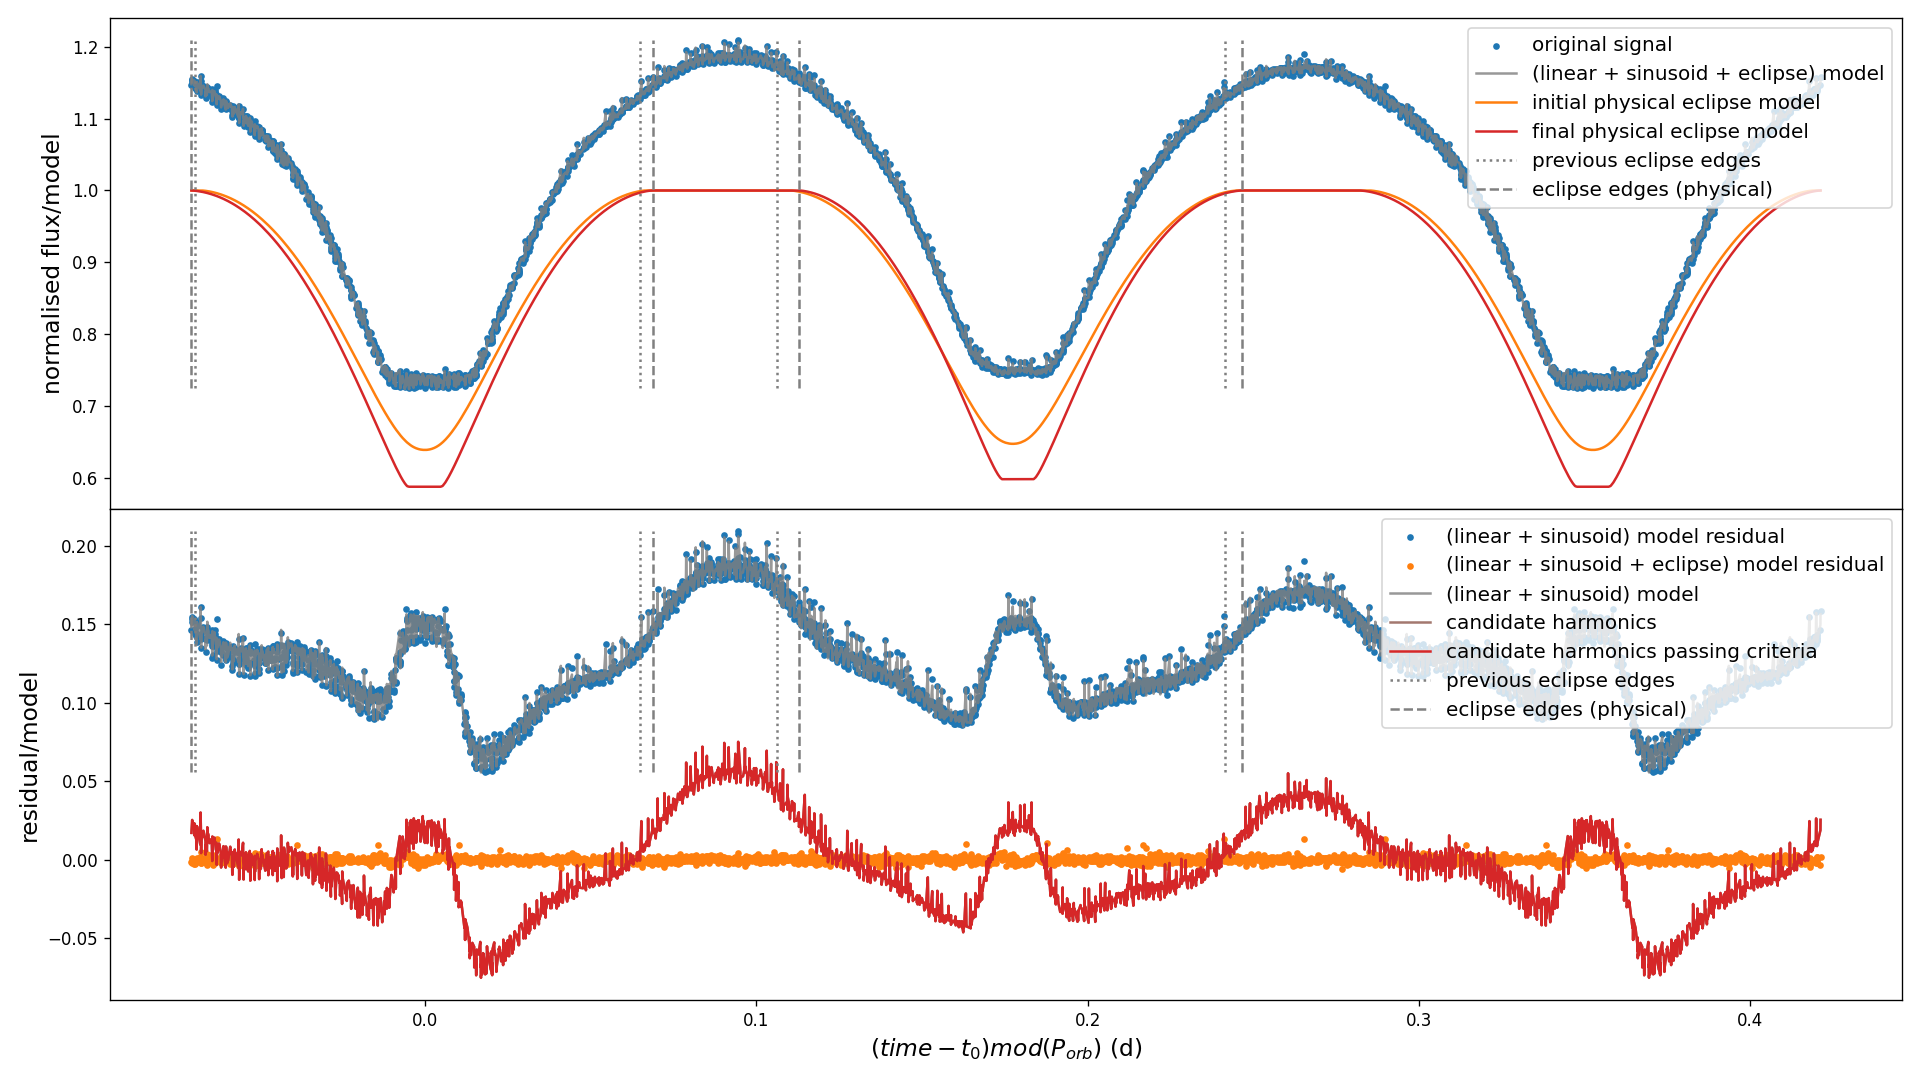 normalised flux/model
1.2
1.1
1.0
0.9
0.8
0.7
0.6
original signal
(linear + sinusoid + eclipse) model
initial physical eclipse model
final physical eclipse model
previous eclipse edges
eclipse edges (physical)
residual/model
0.20
0.15
0.10
0.05
0.00
−0.05
(linear + sinusoid) model residual
(linear + sinusoid + eclipse) model residual
(linear + sinusoid) model
candidate harmonics
candidate harmonics passing criteria
previous eclipse edges
eclipse edges (physical)
0.0 0.1 0.2 0.3 0.4
(time − t₀)mod(P_orb) (d)